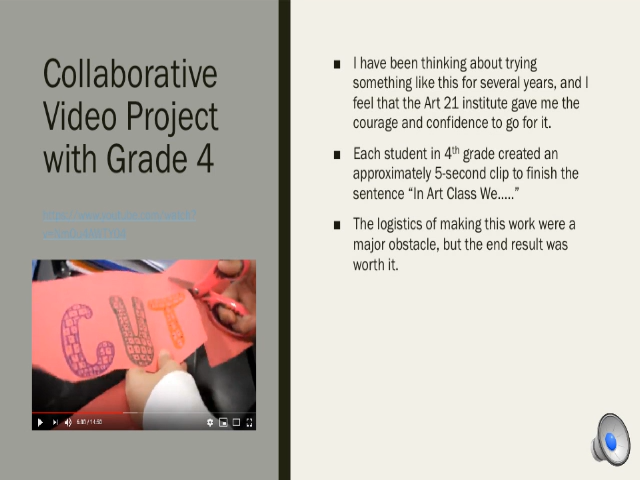 Collaborative
Video Project
with Grade 4
■ I have been thinking about trying
something like this for several years, and I
feel that the Art 21 institute gave me the
courage and confidence to go for it.
■ Each student in 4th grade created an
approximately 5-second clip to finish the
sentence “In Art Class We…..”
■ The logistics of making this work were a
major obstacle, but the end result was
worth it.
CUT